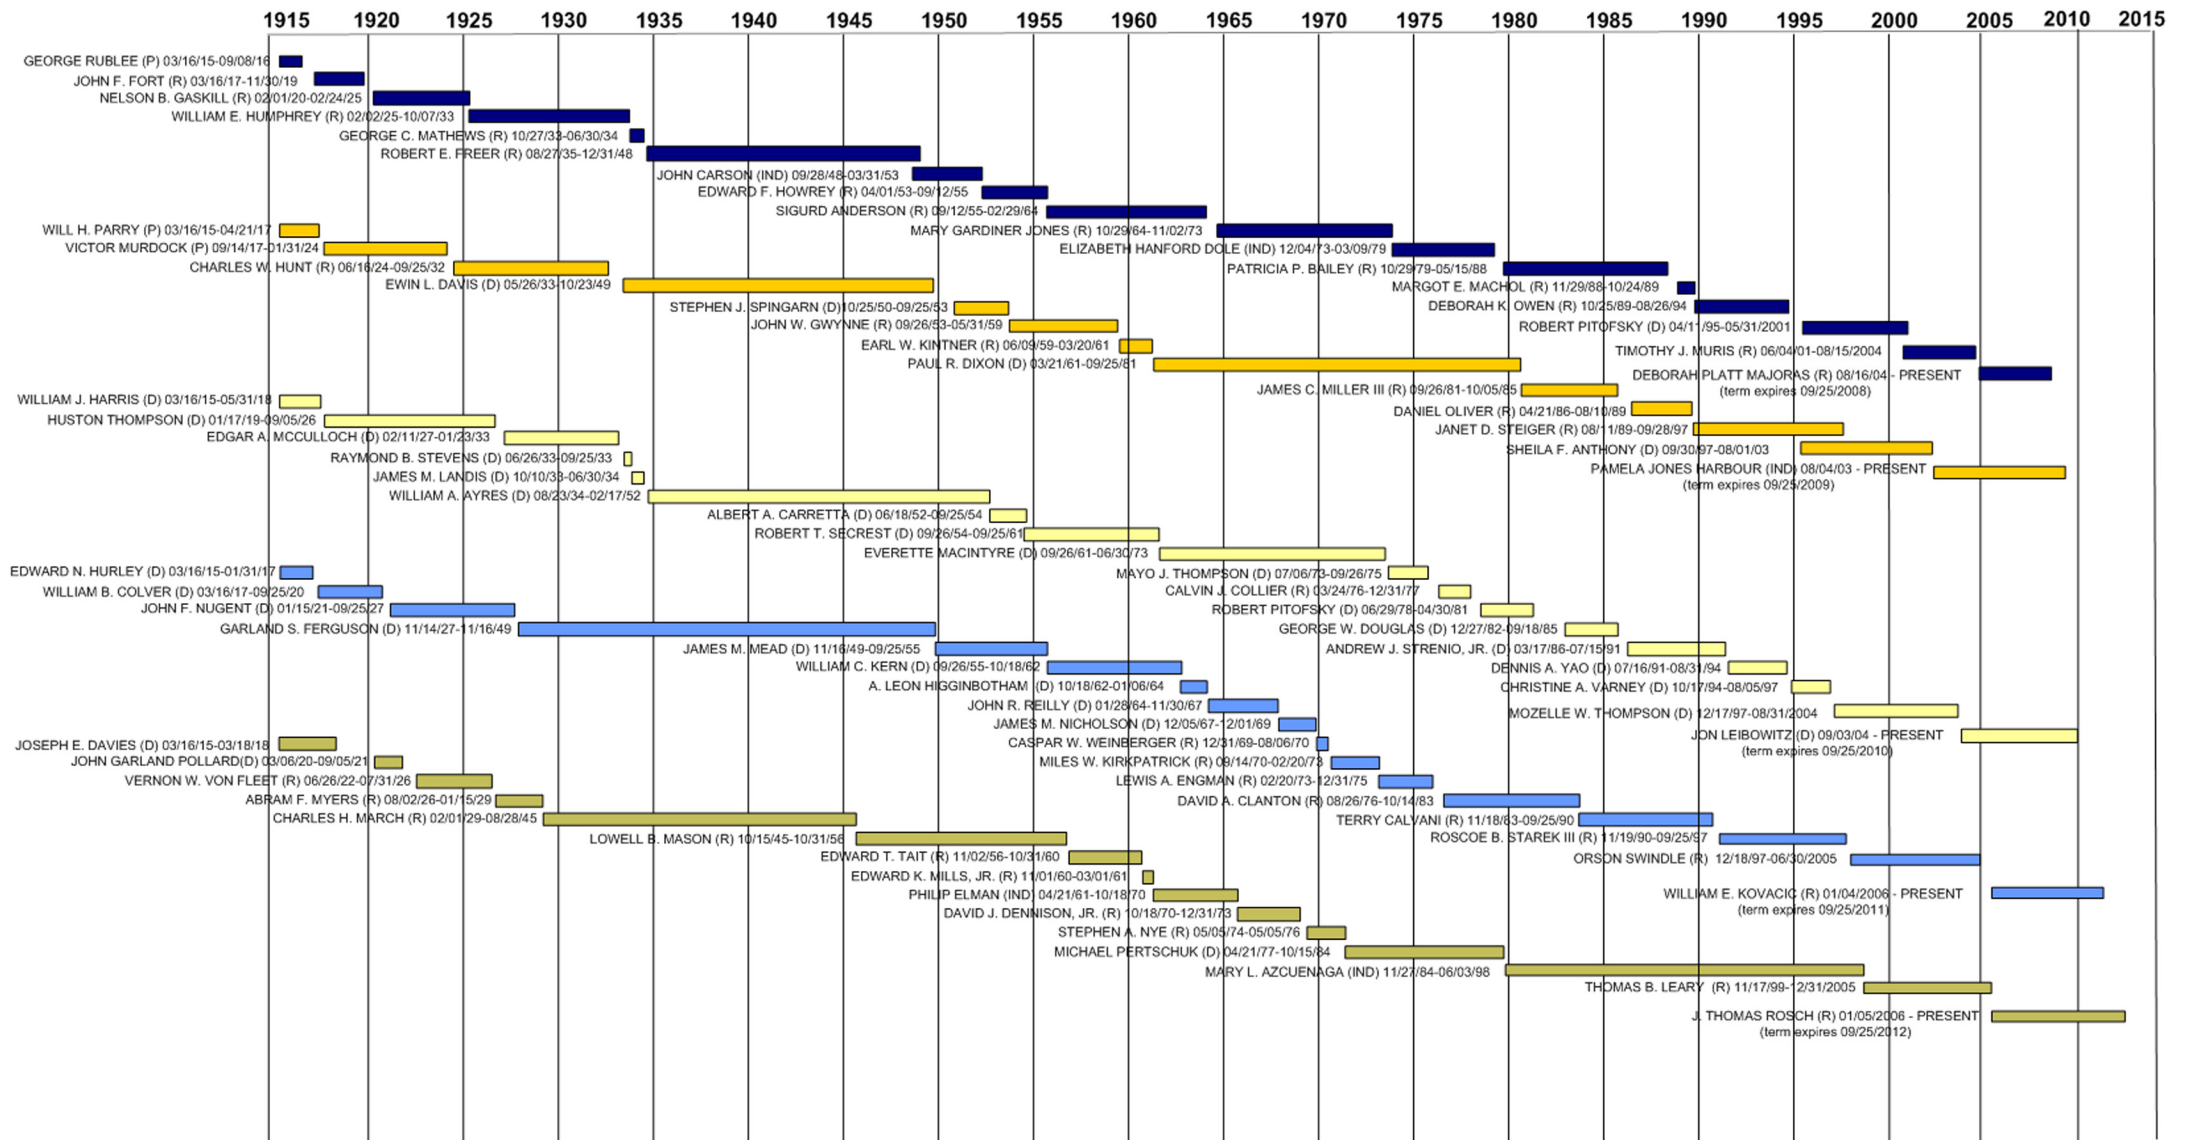 1915 1920 1925 1930 1935 1940 1945 1950 1955 1960 1965 1970 1975 1980 1985 1990 1995 2000 2005 2010 2015
GEORGE RUBLEE (P) 03/16/15-09/08/16
JOHN F. FORT (R) 03/16/17-11/30/19
NELSON B. GASKILL (R) 02/01/20-02/24/25
WILLIAM E. HUMPHREY (R) 02/02/25-10/07/33
GEORGE C. MATHEWS (R) 10/27/33-06/30/34
ROBERT E. FREER (R) 08/27/35-12/31/48
JOHN CARSON (IND) 09/28/48-03/31/53
EDWARD F. HOWREY (R) 04/01/53-09/12/55
SIGURD ANDERSON (R) 09/12/55-02/29/64
MARY GARDINER JONES (R) 10/29/64-11/02/73
ELIZABETH HANFORD DOLE (IND) 12/04/73-03/09/79
PATRICIA P. BAILEY (R) 10/29/79-05/15/88
MARGOT E. MACHOL (R) 11/29/88-10/24/89
DEBORAH K. OWEN (R) 10/25/89-08/26/94
ROBERT PITOFSKY (D) 04/11/95-05/31/2001
TIMOTHY J. MURIS (R) 06/04/01-08/15/2004
DEBORAH PLATT MAJORAS (R) 08/16/04 - PRESENT
(term expires 09/25/2008)
WILL H. PARRY (P) 03/16/15-04/21/17
VICTOR MURDOCK (P) 09/14/17-01/31/24
CHARLES W. HUNT (R) 06/16/24-09/25/32
EWIN L. DAVIS (D) 05/26/33-10/23/49
STEPHEN J. SPINGARN (D)10/25/50-09/25/53
JOHN W. GWYNNE (R) 09/26/53-05/31/59
EARL W. KINTNER (R) 06/09/59-03/20/61
PAUL R. DIXON (D) 03/21/61-09/25/81
JAMES C. MILLER III (R) 09/26/81-10/05/85
DANIEL OLIVER (R) 04/21/86-08/10/89
JANET D. STEIGER (R) 08/11/89-09/28/97
SHEILA F. ANTHONY (D) 09/30/97-08/01/03
PAMELA JONES HARBOUR (IND) 08/04/03 - PRESENT
(term expires 09/25/2009)
WILLIAM J. HARRIS (D) 03/16/15-05/31/18
HUSTON THOMPSON (D) 01/17/19-09/05/26
EDGAR A. MCCULLOCH (D) 02/11/27-01/23/33
RAYMOND B. STEVENS (D) 06/26/33-09/25/33
JAMES M. LANDIS (D) 10/10/33-06/30/34
WILLIAM A. AYRES (D) 08/23/34-02/17/52
ALBERT A. CARRETTA (D) 06/18/52-09/25/54
ROBERT T. SECREST (D) 09/26/54-09/25/61
EVERETTE MACINTYRE (D) 09/26/61-06/30/73
MAYO J. THOMPSON (D) 07/06/73-09/26/75
CALVIN J. COLLIER (R) 03/24/76-12/31/77
ROBERT PITOFSKY (D) 06/29/78-04/30/81
GEORGE W. DOUGLAS (D) 12/27/82-09/18/85
ANDREW J. STRENIO, JR. (D) 03/17/86-07/15/91
DENNIS A. YAO (D) 07/16/91-08/31/94
CHRISTINE A. VARNEY (D) 10/17/94-08/05/97
MOZELLE W. THOMPSON (D) 12/17/97-08/31/2004
JON LEIBOWITZ (D) 09/03/04 - PRESENT
(term expires 09/25/2010)
EDWARD N. HURLEY (D) 03/16/15-01/31/17
WILLIAM B. COLVER (D) 03/16/17-09/25/20
JOHN F. NUGENT (D) 01/15/21-09/25/27
GARLAND S. FERGUSON (D) 11/14/27-11/16/49
JAMES M. MEAD (D) 11/16/49-09/25/55
WILLIAM C. KERN (D) 09/26/55-10/18/62
A. LEON HIGGINBOTHAM (D) 10/18/62-01/06/64
JOHN R. REILLY (D) 01/28/64-11/30/67
JAMES M. NICHOLSON (D) 12/05/67-12/01/69
CASPAR W. WEINBERGER (R) 12/31/69-08/06/70
MILES W. KIRKPATRICK (R) 09/14/70-02/20/73
LEWIS A. ENGMAN (R) 02/20/73-12/31/75
DAVID A. CLANTON (R) 08/26/76-10/14/83
TERRY CALVANI (R) 11/18/83-09/25/90
ROSCOE B. STAREK III (R) 11/19/90-09/25/97
ORSON SWINDLE (R) 12/18/97-06/30/2005
WILLIAM E. KOVACIC (R) 01/04/2006 - PRESENT
(term expires 09/25/2011)
JOSEPH E. DAVIES (D) 03/16/15-03/18/18
JOHN GARLAND POLLARD(D) 03/06/20-09/05/21
VERNON W. VON FLEET (R) 06/26/22-07/31/26
ABRAM F. MYERS (R) 08/02/26-01/15/29
CHARLES H. MARCH (R) 02/01/29-08/28/45
LOWELL B. MASON (R) 10/15/45-10/31/56
EDWARD T. TAIT (R) 11/02/56-10/31/60
EDWARD K. MILLS, JR. (R) 11/01/60-03/01/61
PHILIP ELMAN (IND) 04/21/61-10/18/70
DAVID J. DENNISON, JR. (R) 10/18/70-12/31/73
STEPHEN A. NYE (R) 05/05/74-05/05/76
MICHAEL PERTSCHUK (D) 04/21/77-10/15/84
MARY L. AZCUENAGA (IND) 11/27/84-06/03/98
THOMAS B. LEARY (R) 11/17/99-12/31/2005
J. THOMAS ROSCH (R) 01/05/2006 - PRESENT
(term expires 09/25/2012)